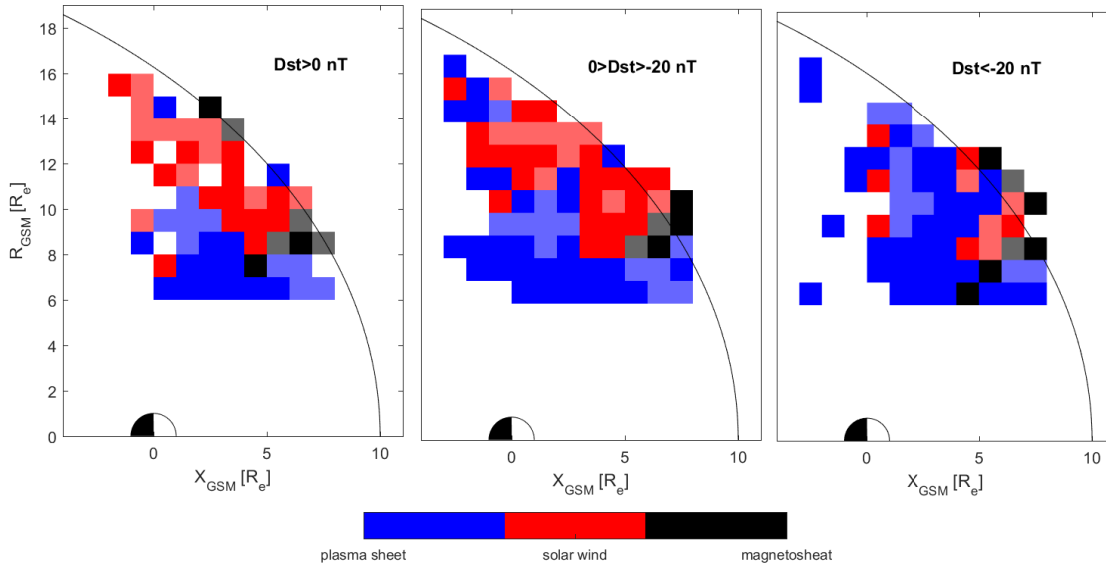 Dst>0 nT
0>Dst>-20 nT
Dst<-20 nT
R_GSM [R_e]
18
16
14
12
10
8
6
4
2
0
0
5
10
0
5
10
0
5
10
X_GSM [R_e]
X_GSM [R_e]
X_GSM [R_e]
plasma sheet
solar wind
magnetosheat